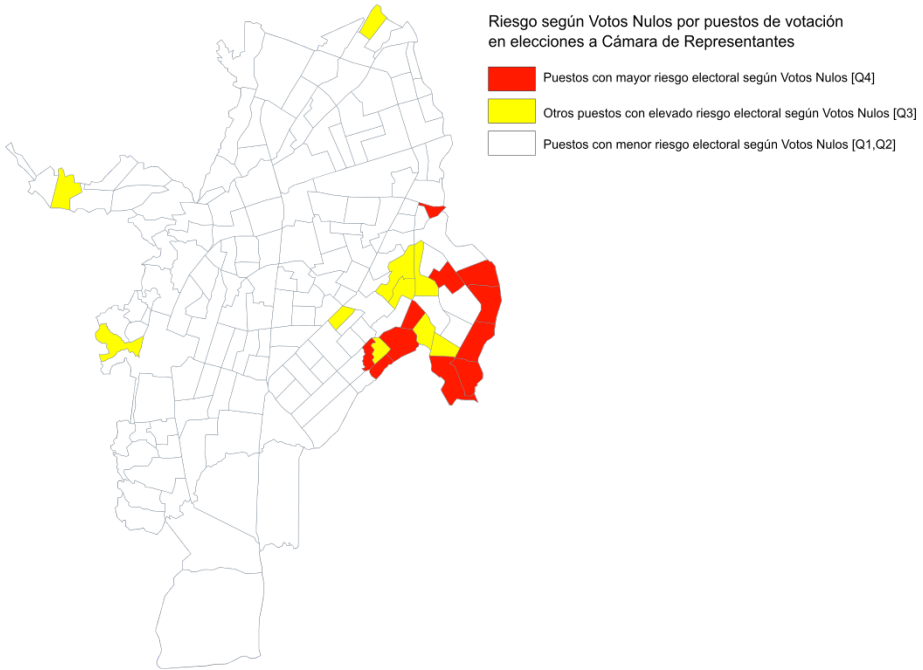 Riesgo según Votos Nulos por puestos de votación
en elecciones a Cámara de Representantes
Puestos con mayor riesgo electoral según Votos Nulos [Q4]
Otros puestos con elevado riesgo electoral según Votos Nulos [Q3]
Puestos con menor riesgo electoral según Votos Nulos [Q1,Q2]